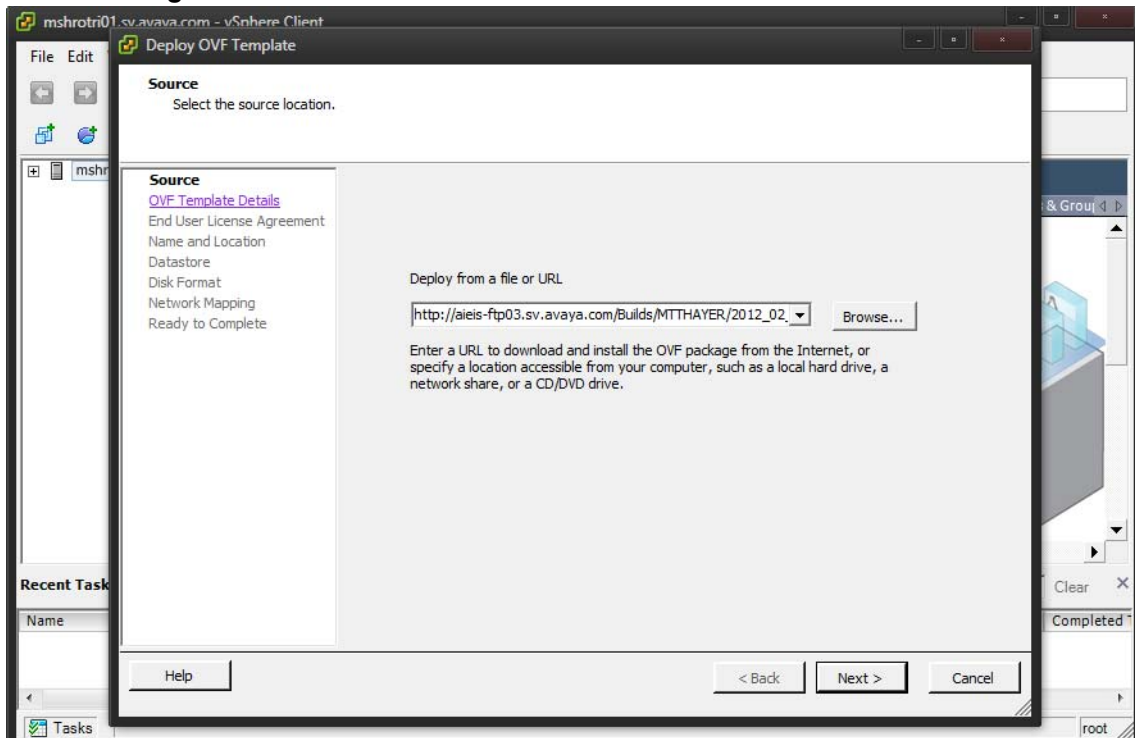 mshrotri01.sv.avaya.com - vSphere Client
Deploy OVF Template
File Edit
Source
Select the source location.
mshr
Source
OVF Template Details
End User License Agreement
Name and Location
Datastore
Disk Format
Network Mapping
Ready to Complete
Deploy from a file or URL
http://aieis-ftp03.sv.avaya.com/Builds/MTTHAYER/2012_02_
Browse...
Enter a URL to download and install the OVF package from the Internet, or
specify a location accessible from your computer, such as a local hard drive, a
network share, or a CD/DVD drive.
& Grou
Recent Task
Clear
Name
Completed
Help
< Back
Next >
Cancel
Tasks
root